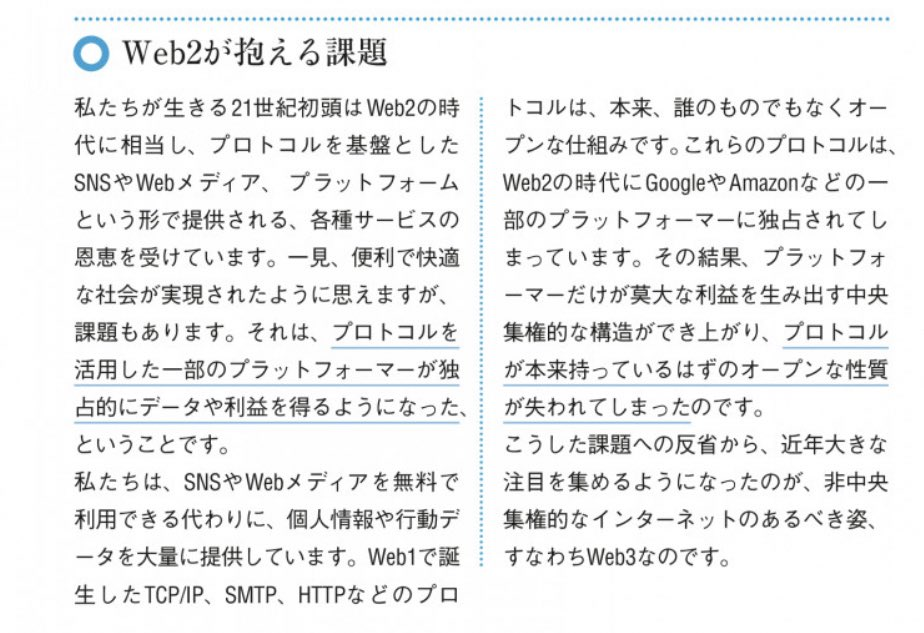 Web2が抱える課題
私たちが生きる21世紀初頭はWeb2の時
代に相当し、プロトコルを基盤とした
SNSやWebメディア、プラットフォーム
という形で提供される、各種サービスの
恩恵を受けています。一見、便利で快適
な社会が実現されたように思えますが、
課題もあります。それは、プロトコルを
活用した一部のプラットフォーマーが独
占的にデータや利益を得るようになった、
ということです。
私たちは、SNSやWebメディアを無料で
利用できる代わりに、個人情報や行動デ
ータを大量に提供しています。Web1で誕
生したTCP/IP、SMTP、HTTPなどのプロ
トコルは、本来、誰のものでもなくオー
プンな仕組みです。これらのプロトコルは、
Web2の時代にGoogleやAmazonなどの一
部のプラットフォーマーに独占されてし
まっています。その結果、プラットフォ
ーマーだけが莫大な利益を生み出す中央
集権的な構造ができ上がり、プロトコル
が本来持っているはずのオープンな性質
が失われてしまったのです。
こうした課題への反省から、近年大きな
注目を集めるようになったのが、非中央
集権的なインターネットのあるべき姿、
すなわちWeb3なのです。